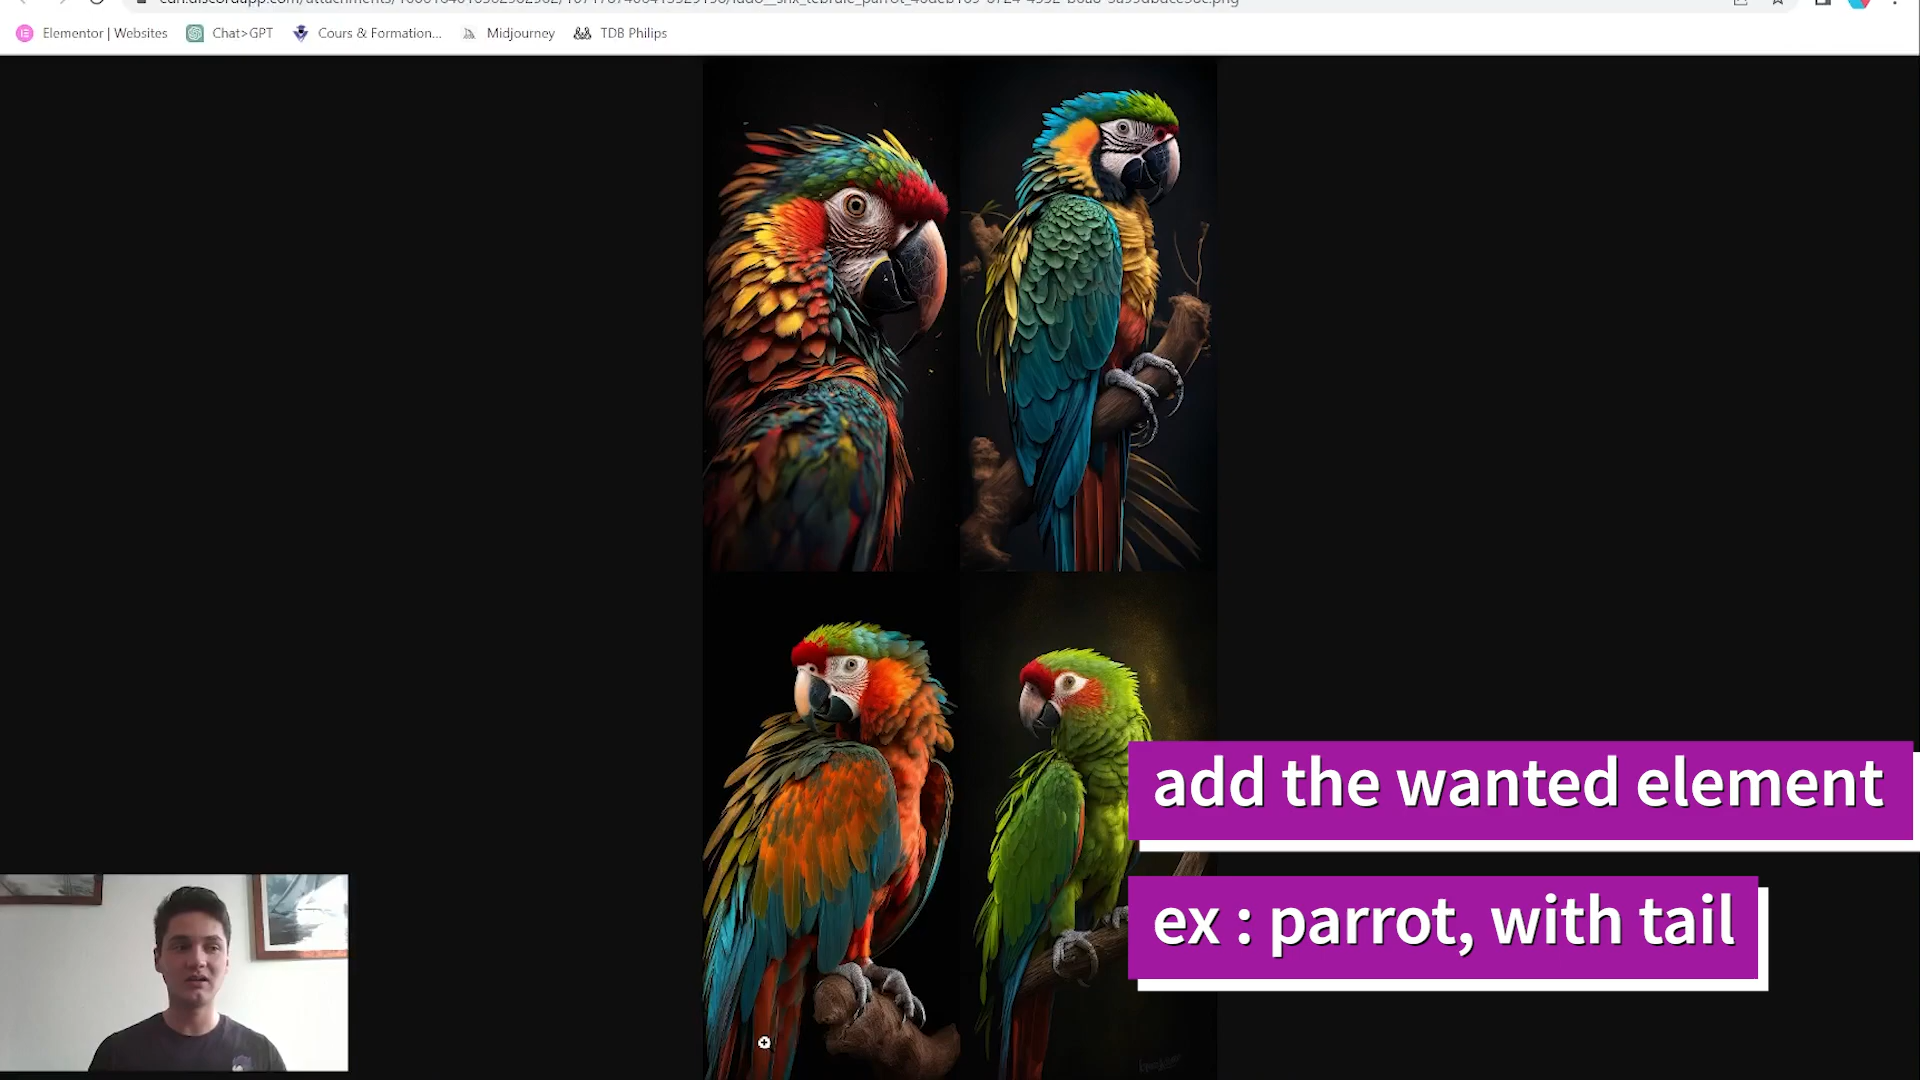 Elementor | Websites Chat>GPT Cours & Formation... Midjourney TDB Philips
add the wanted element
ex : parrot, with tail